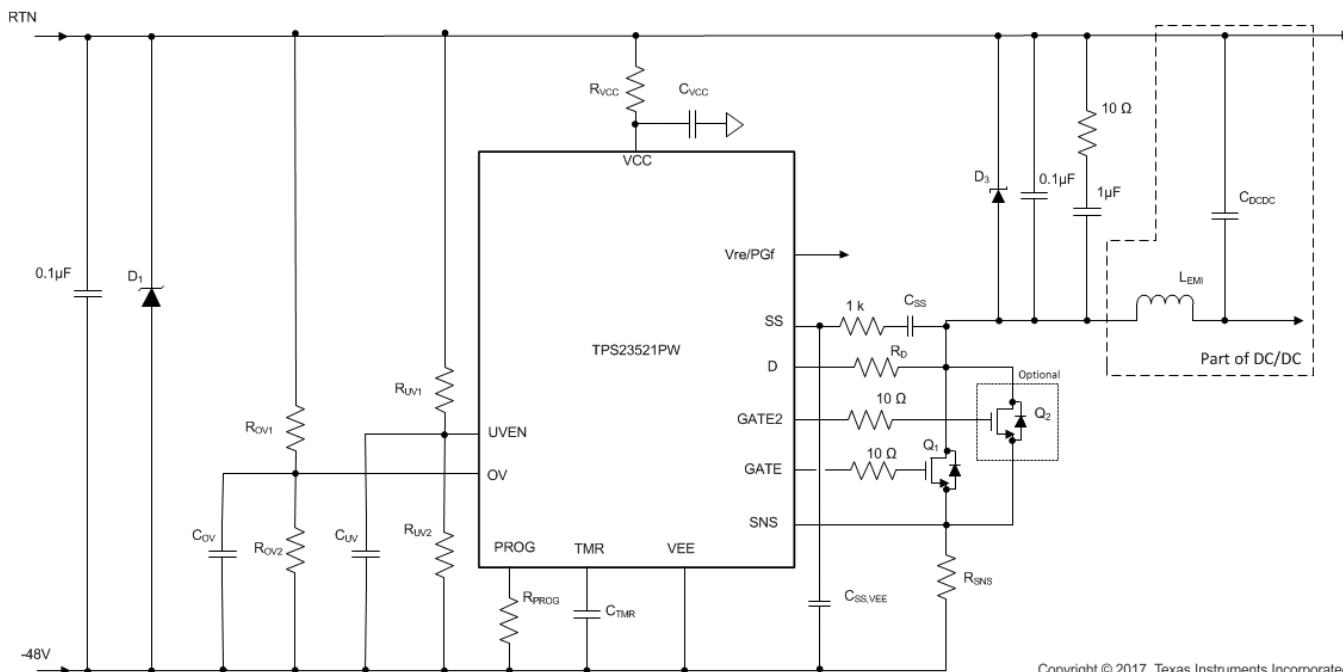 RTN
RVCC
CVCC
10 Ω
VCC
D3
0.1µF
1µF
CDCDC
Vre/PGf
0.1µF
D1
LEMI
1 k
CSS
SS
TPS23521PW
RD
D
Part of DC/DC
Optional
RUV1
10 Ω
GATE2
Q2
ROV1
UVEN
Q1
10 Ω
OV
GATE
SNS
COV
ROV2
CUV
RUV2
PROG
TMR
VEE
RSNS
RPROG
CTMR
CSS,VEE
-48V
Copyright © 2017, Texas Instruments Incorporated